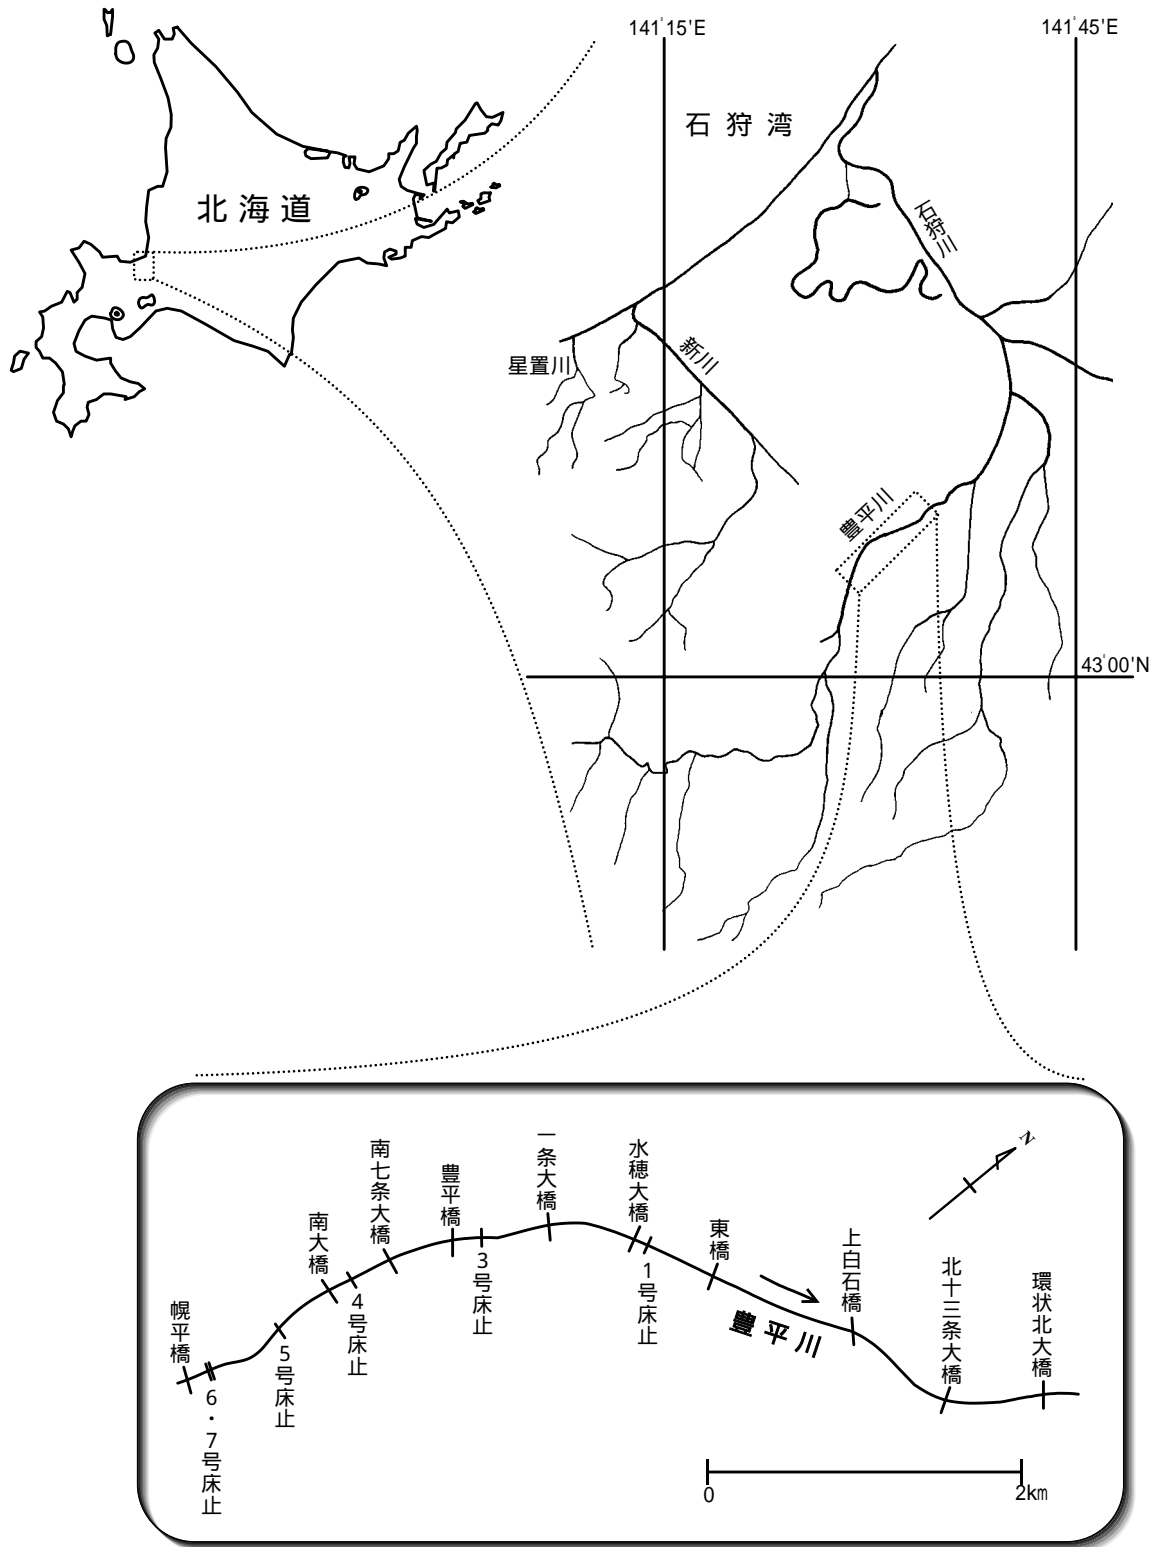 141°15'E
141°45'E
石狩湾
北海道
石狩川
星置川
新川
豊平川
43°00'N
幌平橋
6・7号床止
5号床止
南大橋
4号床止
南七条大橋
豊平橋
3号床止
一条大橋
水穂大橋
1号床止
東橋
豊平川
上白石橋
北十三条大橋
環状北大橋
N
0
2km